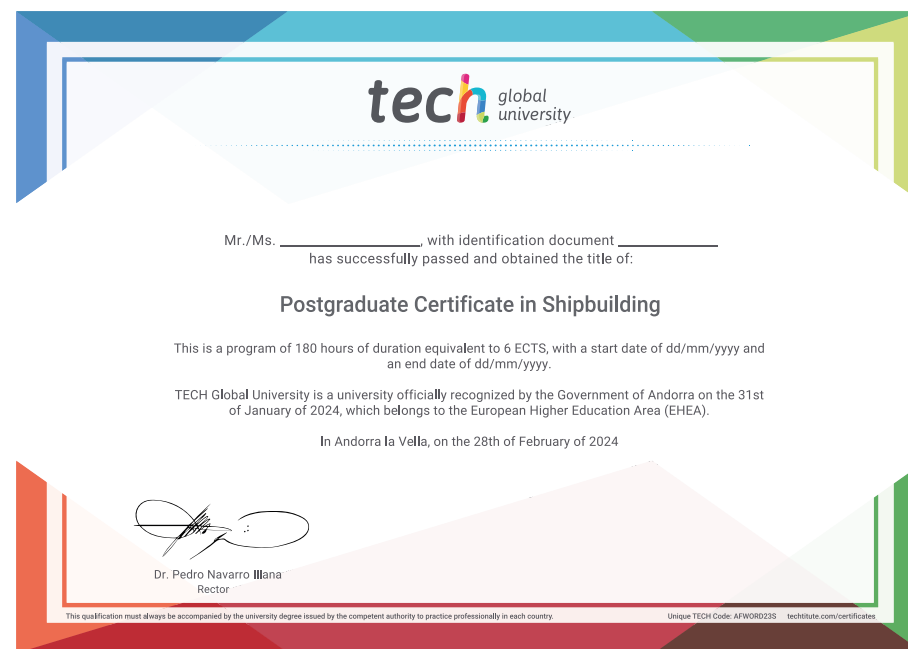 tech global
university
Mr./Ms. ____________, with identification document ____________
has successfully passed and obtained the title of:
Postgraduate Certificate in Shipbuilding
This is a program of 180 hours of duration equivalent to 6 ECTS, with a start date of dd/mm/yyyy and
an end date of dd/mm/yyyy.
TECH Global University is a university officially recognized by the Government of Andorra on the 31st
of January of 2024, which belongs to the European Higher Education Area (EHEA).
In Andorra la Vella, on the 28th of February of 2024
Dr. Pedro Navarro Illana
Rector
This qualification must always be accompanied by the university degree issued by the competent authority to practice professionally in each country.
Unique TECH Code: AFWORD23S techtitute.com/certificates